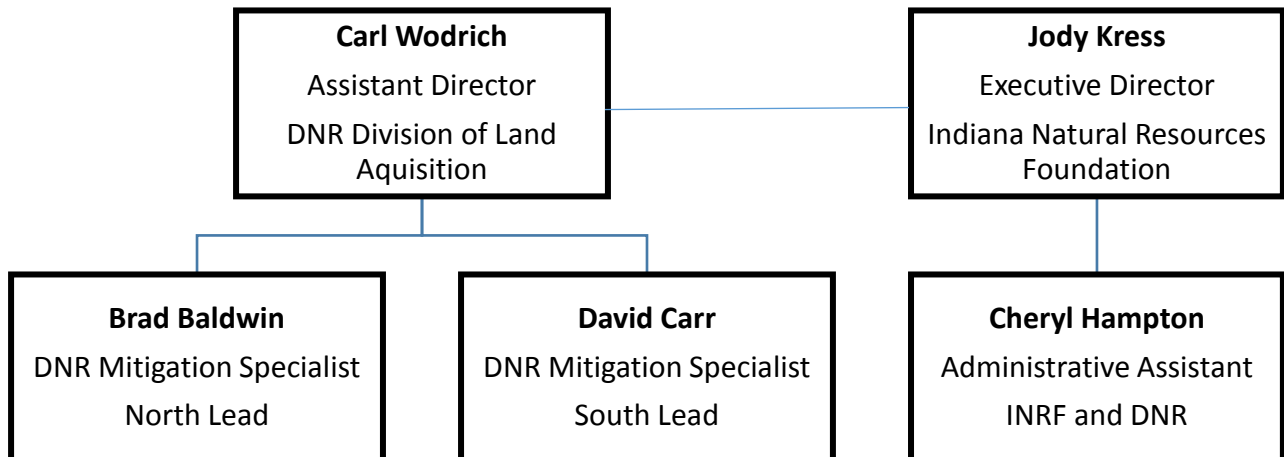 Carl Wodrich
Assistant Director
DNR Division of Land
Aquisition
Jody Kress
Executive Director
Indiana Natural Resources
Foundation
Brad Baldwin
DNR Mitigation Specialist
North Lead
David Carr
DNR Mitigation Specialist
South Lead
Cheryl Hampton
Administrative Assistant
INRF and DNR